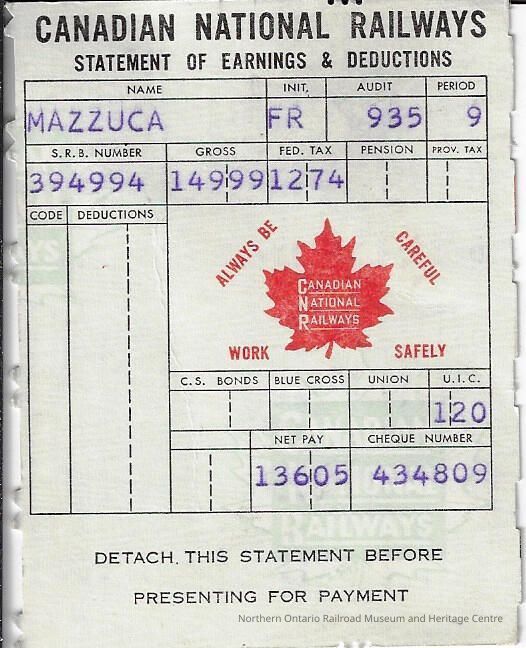 CANADIAN NATIONAL RAILWAYS
STATEMENT OF EARNINGS & DEDUCTIONS
NAME INIT. AUDIT PERIOD
MAZZUCA FR 935 9
S.R.B. NUMBER GROSS FED. TAX PENSION PROV. TAX
394994 14999 1274
CODE DEDUCTIONS
ALWAYS BE CAREFUL
CANADIAN
NATIONAL
RAILWAYS
WORK SAFELY
C.S. BONDS BLUE CROSS UNION U.I.C.
120
NET PAY CHEQUE NUMBER
13605 434809
RAILWAYS
DETACH THIS STATEMENT BEFORE
PRESENTING FOR PAYMENT
Northern Ontario Railroad Museum and Heritage Centre